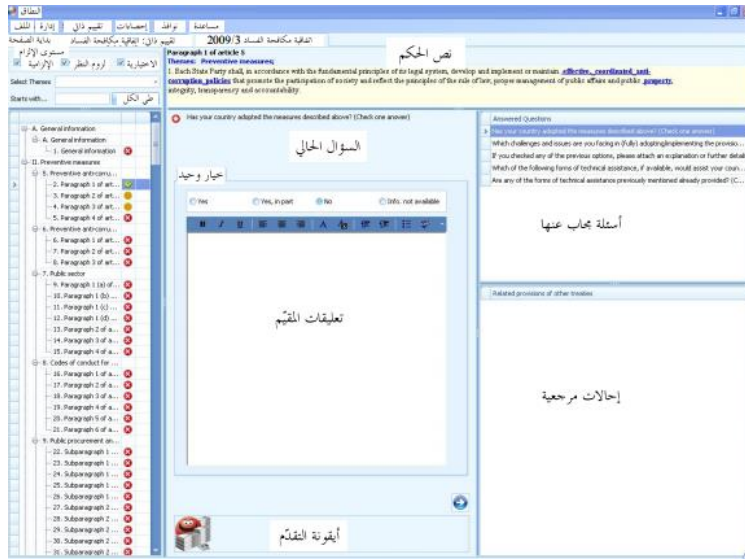 النطاق
الملف إدارة تقييم ذاتي إحصاءات نوافذ مساعدة
بداية الصفحة تقييم ذاتي: اتفاقية مكافحة الفساد اتفاقية مكافحة الفساد 2009/3
مستوى الإلزام
الإلزامية لزوم النظر الاختيارية
Select Themes
Starts with...
طي الكل
نص الحكم
Paragraph 1 of article 5
Themes: Preventive measures;
1. Each State Party shall, in accordance with the fundamental principles of its legal system, develop and implement or maintain effective, coordinated anti-
corruption policies that promote the participation of society and reflect the principles of the rule of law, proper management of public affairs and public property,
integrity, transparency and accountability.
A. General information
A. General information
1. General information
II. Preventive measures
5. Preventive anti-corru...
2. Paragraph 1 of art...
3. Paragraph 2 of art...
4. Paragraph 3 of art...
5. Paragraph 4 of art...
6. Preventive anti-corru...
6. Paragraph 1 of art...
7. Paragraph 2 of art...
8. Paragraph 3 of art...
7. Public sector
9. Paragraph 1 (a) of...
10. Paragraph 1 (b) ...
11. Paragraph 1 (c) ...
12. Paragraph 1 (d) ...
13. Paragraph 2 of a...
14. Paragraph 3 of a...
15. Paragraph 4 of a...
8. Codes of conduct for ...
16. Paragraph 1 of a...
17. Paragraph 2 of a...
18. Paragraph 3 of a...
19. Paragraph 4 of a...
20. Paragraph 5 of a...
21. Paragraph 6 of a...
9. Public procurement an...
22. Subparagraph 1 ...
23. Subparagraph 1 ...
24. Subparagraph 1 ...
25. Subparagraph 1 ...
26. Subparagraph 1 ...
27. Subparagraph 2 ...
28. Subparagraph 2 ...
29. Subparagraph 2 ...
30. Subparagraph 2 ...
31. Subparagraph 2 ...
Has your country adopted the measures described above? (Check one answer)
السؤال الحالي
خيار وحيد
Yes Yes, in part No Info. not available
B I U
تعليقات المقيّم
أيقونة التقدّم
Answered Questions
Has your country adopted the measures described above? (Check one answer)
Which challenges and issues are you facing in (fully) adopting/implementing the provisio...
If you checked any of the previous options, please attach an explanation or further detail
Which of the following forms of technical assistance, if available, would assist your coun...
Are any of the forms of technical assistance previously mentioned already provided? (C...
أسئلة مجاب عنها
Related provisions of other treaties
إحالات مرجعية